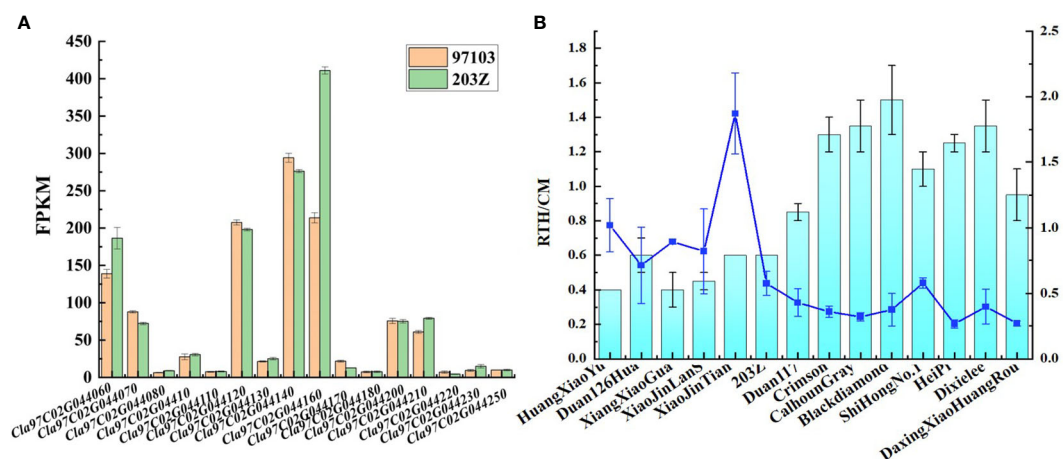 A
FPKM
450
400
350
300
250
200
150
100
50
0
97103
203Z
Cla97C02G044060
Cla97C02G044070
Cla97C02G044080
Cla97C02G04410
Cla97C02G044110
Cla97C02G044120
Cla97C02G044130
Cla97C02G044140
Cla97C02G044160
Cla97C02G044170
Cla97C02G044180
Cla97C02G044200
Cla97C02G044210
Cla97C02G044220
Cla97C02G044230
Cla97C02G044250
B
RTH/CM
1.8
1.6
1.4
1.2
1.0
0.8
0.6
0.4
0.2
0.0
2.5
2.0
1.5
1.0
0.5
0.0
HuangXiaoYu
Duan126Hua
XiangXiaoGua
XiaoJinLanS
XiaoJinTian
203Z
Crimson
CalhounGray
Blackdiamond
ShiHongNo.1
HeiPi
Dixielee
DaxingXiaoHuangRou